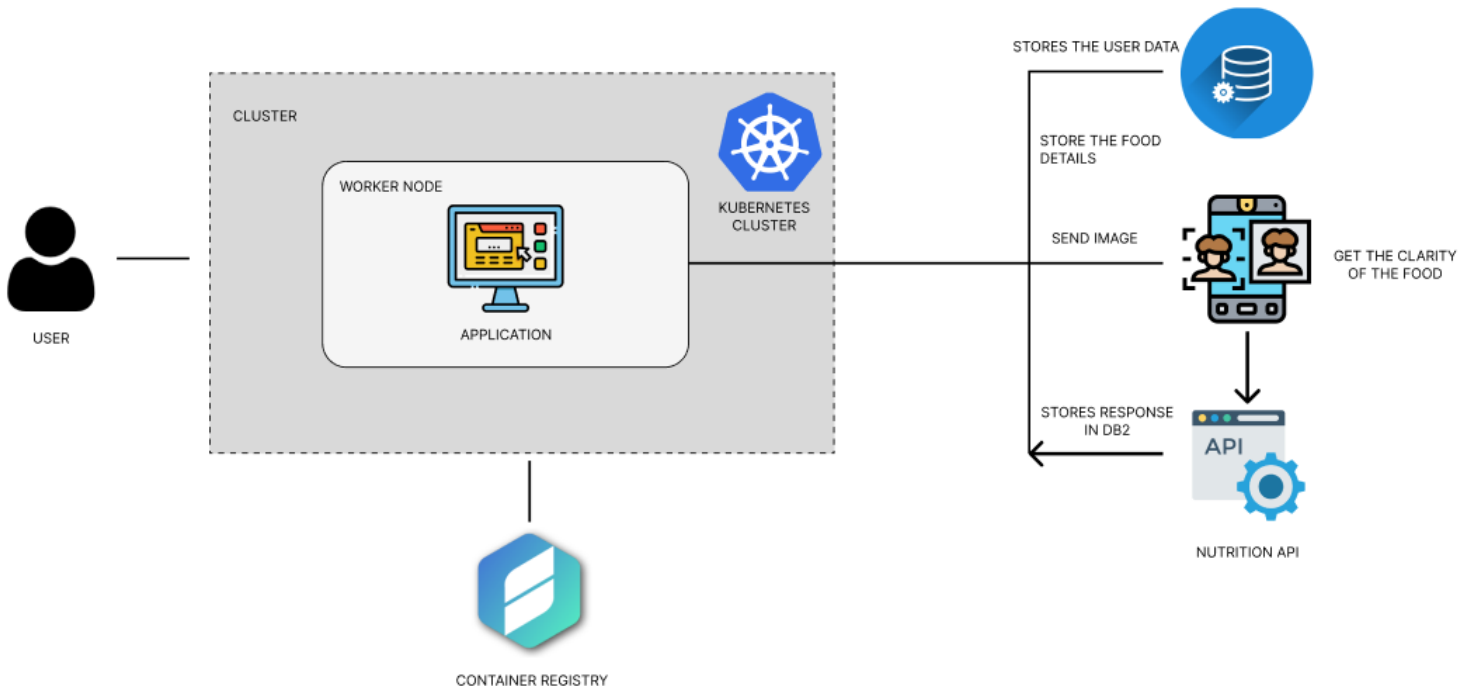 STORES THE USER DATA
CLUSTER
STORE THE FOOD
DETAILS
WORKER NODE
KUBERNETES
CLUSTER
SEND IMAGE
GET THE CLARITY
OF THE FOOD
USER
APPLICATION
STORES RESPONSE
IN DB2
API
NUTRITION API
CONTAINER REGISTRY